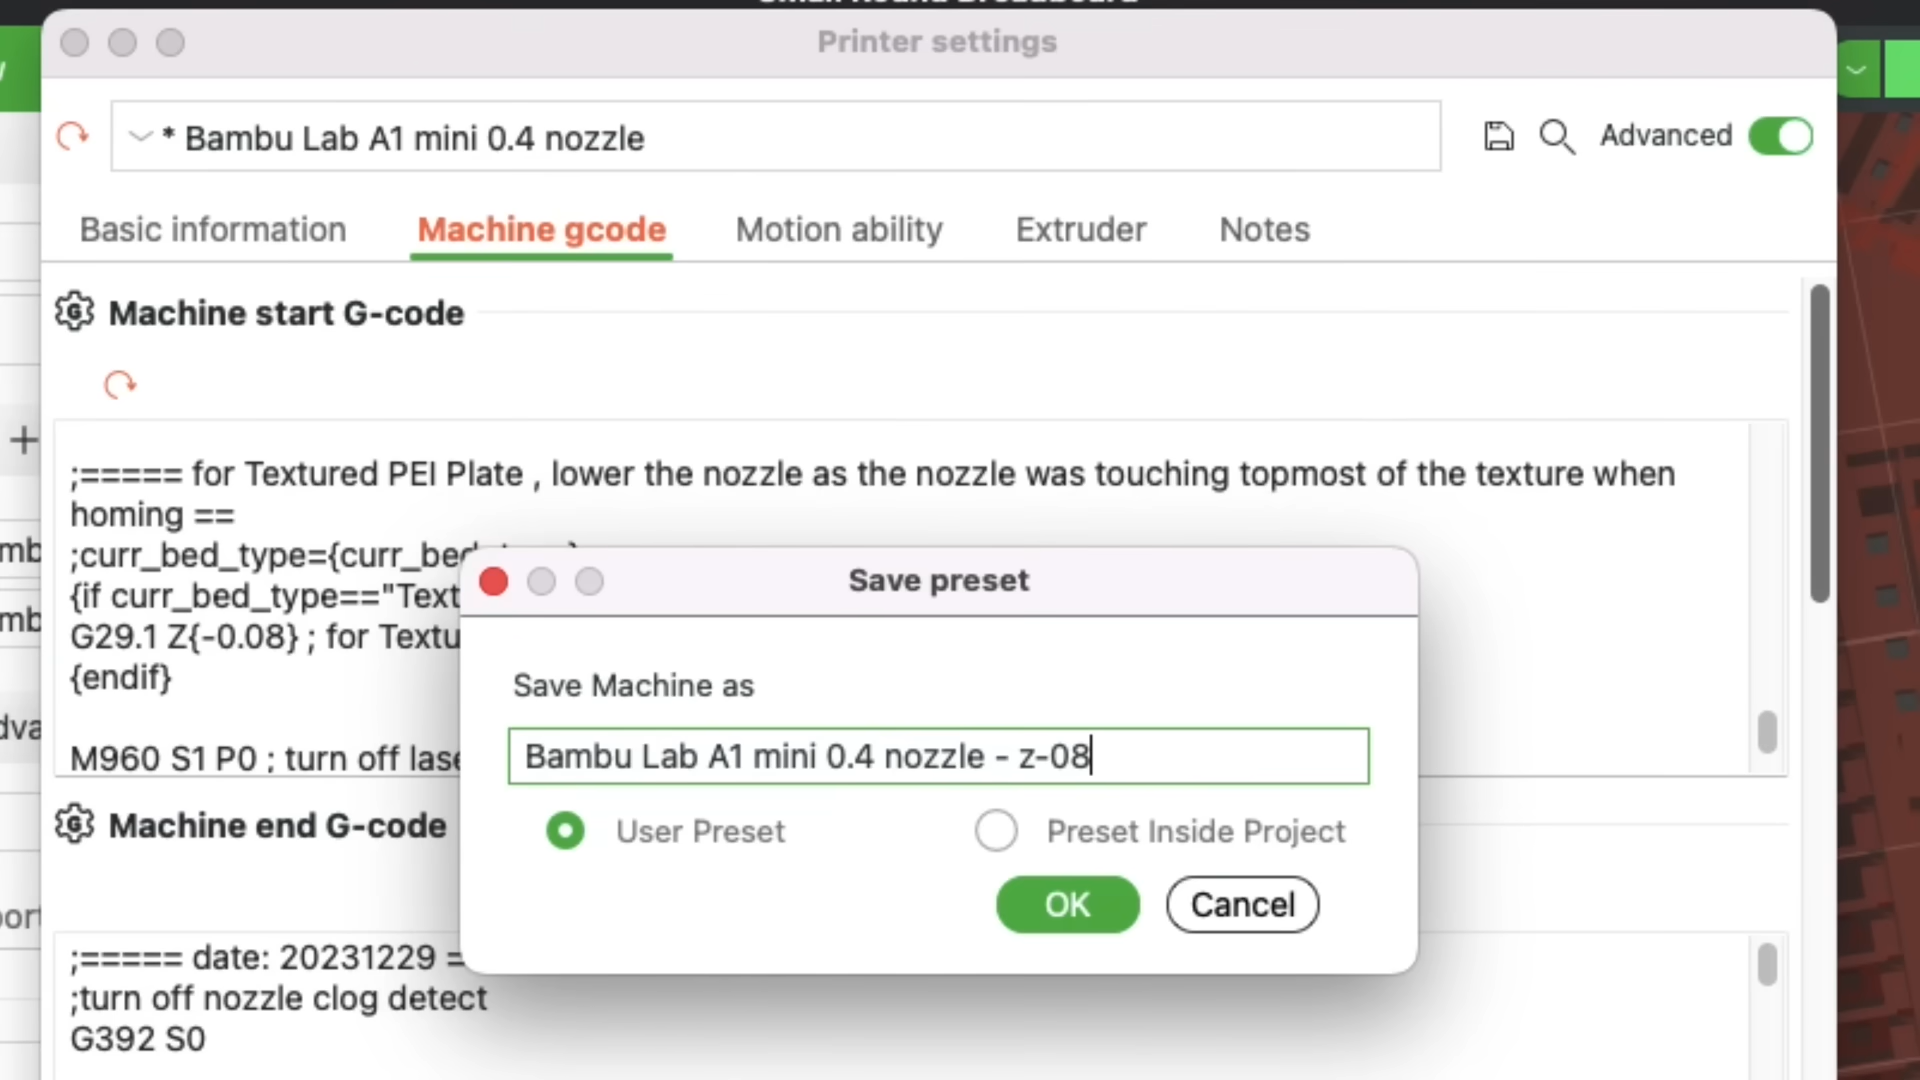 Printer settings
* Bambu Lab A1 mini 0.4 nozzle
Advanced
Basic information
Machine gcode
Motion ability
Extruder
Notes
Machine start G-code
;===== for Textured PEI Plate , lower the nozzle as the nozzle was touching topmost of the texture when
homing ==
;curr_bed_type={curr_bed
{if curr_bed_type=="Text
G29.1 Z{-0.08} ; for Textu
{endif}
M960 S1 P0 ; turn off lase
Save preset
Save Machine as
Bambu Lab A1 mini 0.4 nozzle - z-08
User Preset
Preset Inside Project
OK
Cancel
Machine end G-code
;===== date: 20231229 =
;turn off nozzle clog detect
G392 S0